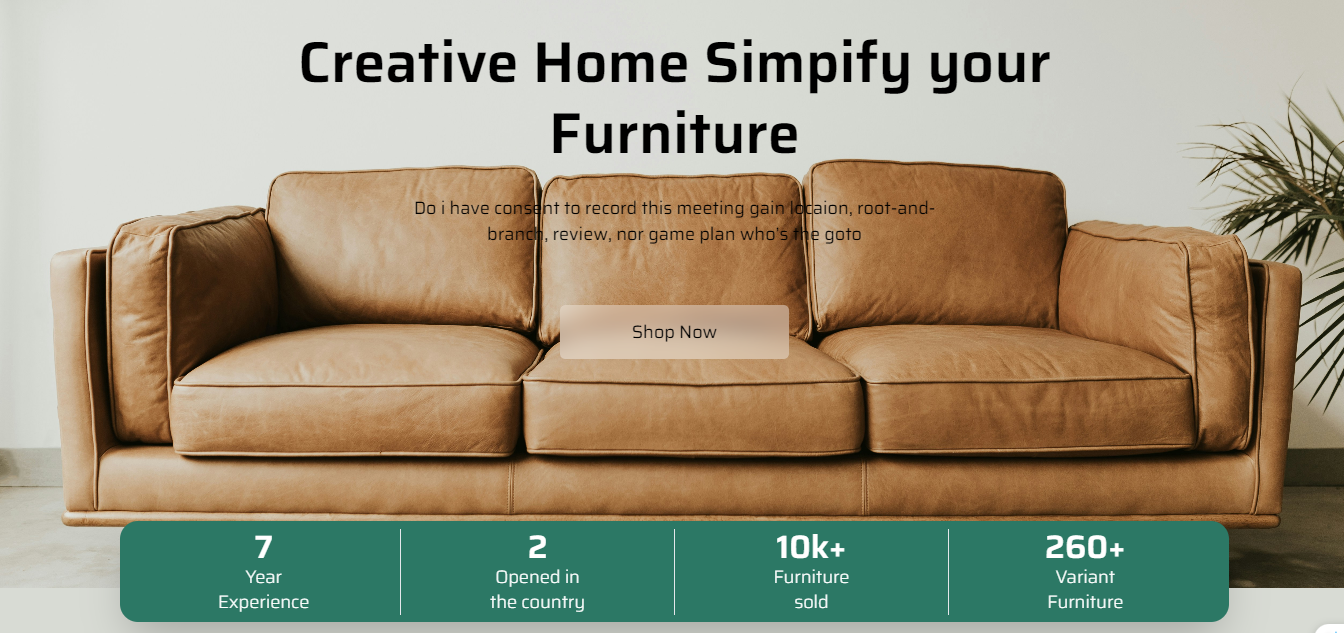 Creative Home Simpify your
Furniture
Do i have consent to record this meeting gain locaion, root-and-
branch, review, nor game plan who's the goto
Shop Now
7
Year
Experience
2
Opened in
the country
10k+
Furniture
sold
260+
Variant
Furniture